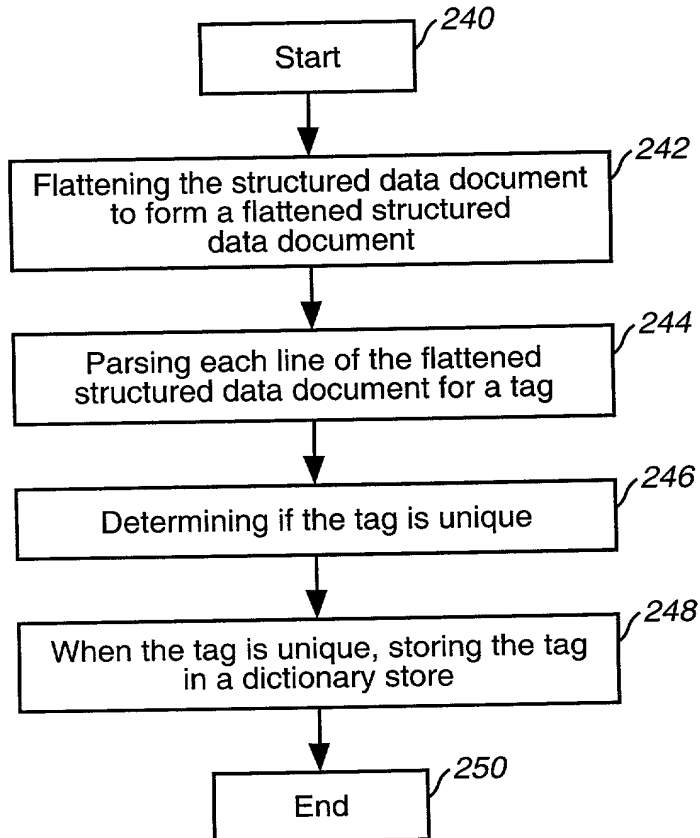 240
Start
242
Flattening the structured data document
to form a flattened structured
data document
244
Parsing each line of the flattened
structured data document for a tag
246
Determining if the tag is unique
248
When the tag is unique, storing the tag
in a dictionary store
250
End